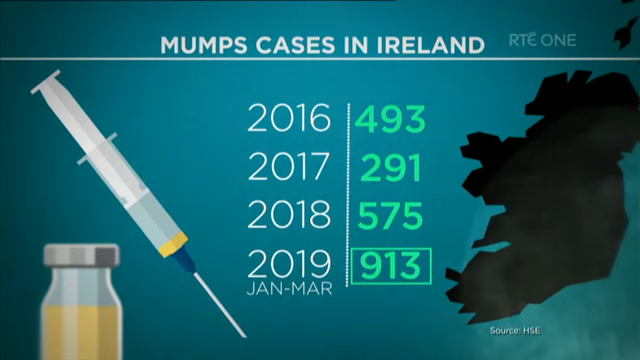 MUMPS CASES IN IRELAND
RTÉ ONE
2016 493
2017 291
2018 575
2019 913
JAN-MAR
Source: HSE